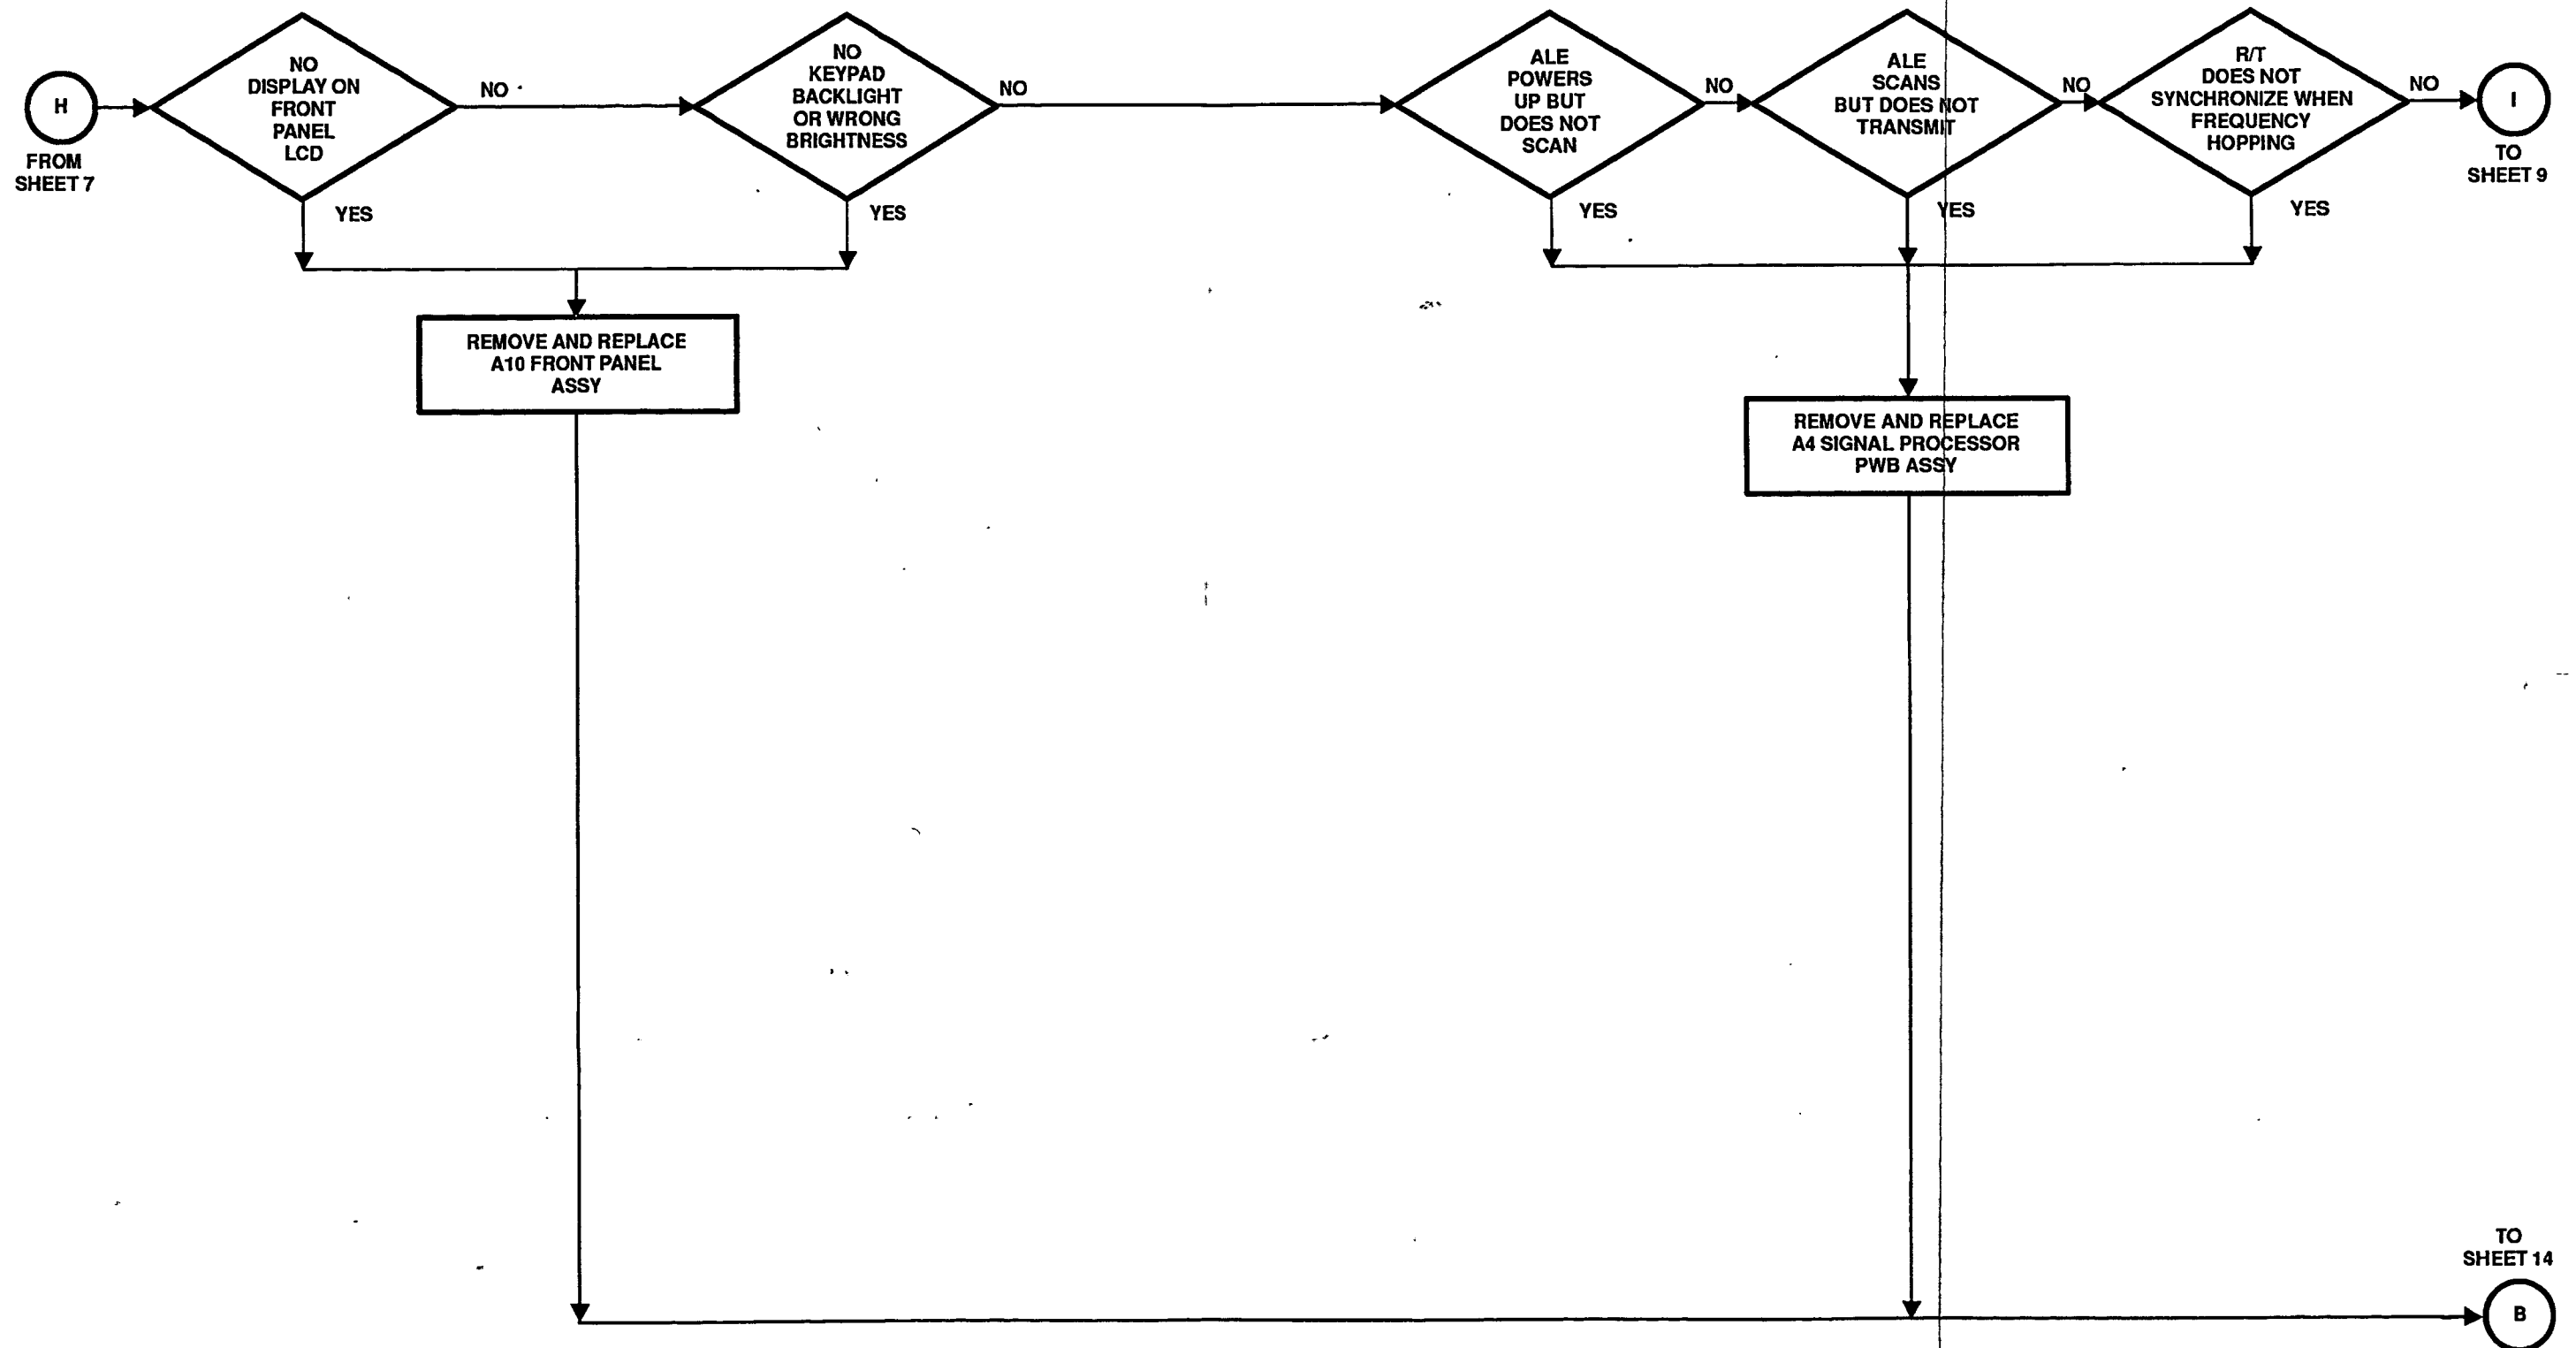 H
FROM
SHEET 7
NO
DISPLAY ON
FRONT
PANEL
LCD
NO
YES
NO
KEYPAD
BACKLIGHT
OR WRONG
BRIGHTNESS
NO
YES
ALE
POWERS
UP BUT
DOES NOT
SCAN
NO
YES
ALE
SCANS
BUT DOES NOT
TRANSMIT
NO
YES
R/T
DOES NOT
SYNCHRONIZE WHEN
FREQUENCY
HOPPING
NO
YES
I
TO
SHEET 9
REMOVE AND REPLACE
A10 FRONT PANEL
ASSY
REMOVE AND REPLACE
A4 SIGNAL PROCESSOR
PWB ASSY
TO
SHEET 14
B